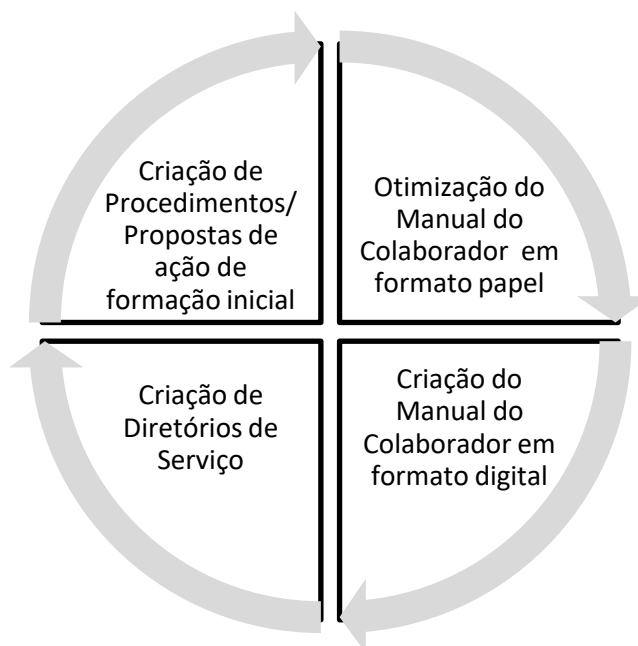 Criação de
Procedimentos/
Propostas de
ação de
formação inicial
Otimização do
Manual do
Colaborador  em
formato papel
Criação de
Diretórios de
Serviço
Criação do
Manual do
Colaborador em
formato digital